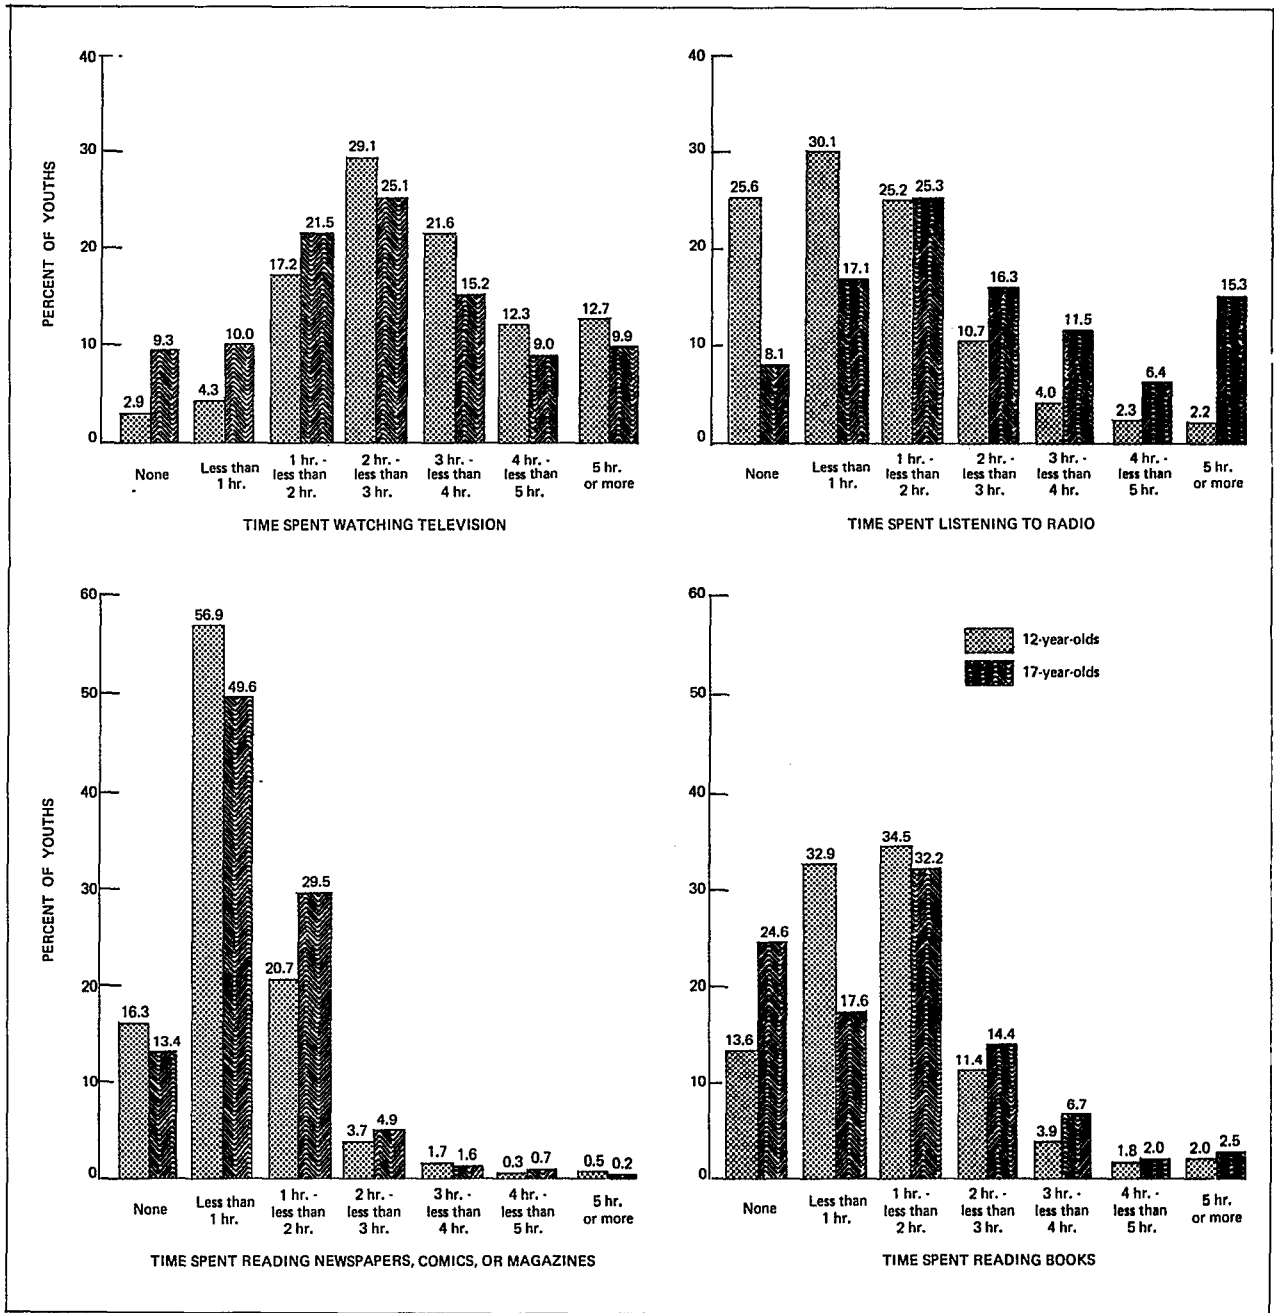 40
30
20
10
0
PERCENT OF YOUTHS
2.9
9.3
4.3
10.0
17.2
21.5
29.1
25.1
21.6
15.2
12.3
9.0
12.7
9.9
None
Less than
1 hr.
1 hr. -
less than
2 hr.
2 hr. -
less than
3 hr.
3 hr. -
less than
4 hr.
4 hr. -
less than
5 hr.
5 hr.
or more
TIME SPENT WATCHING TELEVISION
40
30
20
10
0
25.6
8.1
30.1
17.1
25.2
25.3
10.7
16.3
4.0
11.5
2.3
6.4
2.2
15.3
None
Less than
1 hr.
1 hr. -
less than
2 hr.
2 hr. -
less than
3 hr.
3 hr. -
less than
4 hr.
4 hr. -
less than
5 hr.
5 hr.
or more
TIME SPENT LISTENING TO RADIO
60
50
40
30
20
10
0
PERCENT OF YOUTHS
16.3
13.4
56.9
49.6
20.7
29.5
3.7
4.9
1.7
1.6
0.3
0.7
0.5
0.2
None
Less than
1 hr.
1 hr. -
less than
2 hr.
2 hr. -
less than
3 hr.
3 hr. -
less than
4 hr.
4 hr. -
less than
5 hr.
5 hr.
or more
TIME SPENT READING NEWSPAPERS, COMICS, OR MAGAZINES
60
50
40
30
20
10
0
12-year-olds
17-year-olds
13.6
24.6
32.9
17.6
34.5
32.2
11.4
14.4
3.9
6.7
1.8
2.0
2.0
2.5
None
Less than
1 hr.
1 hr. -
less than
2 hr.
2 hr. -
less than
3 hr.
3 hr. -
less than
4 hr.
4 hr. -
less than
5 hr.
5 hr.
or more
TIME SPENT READING BOOKS